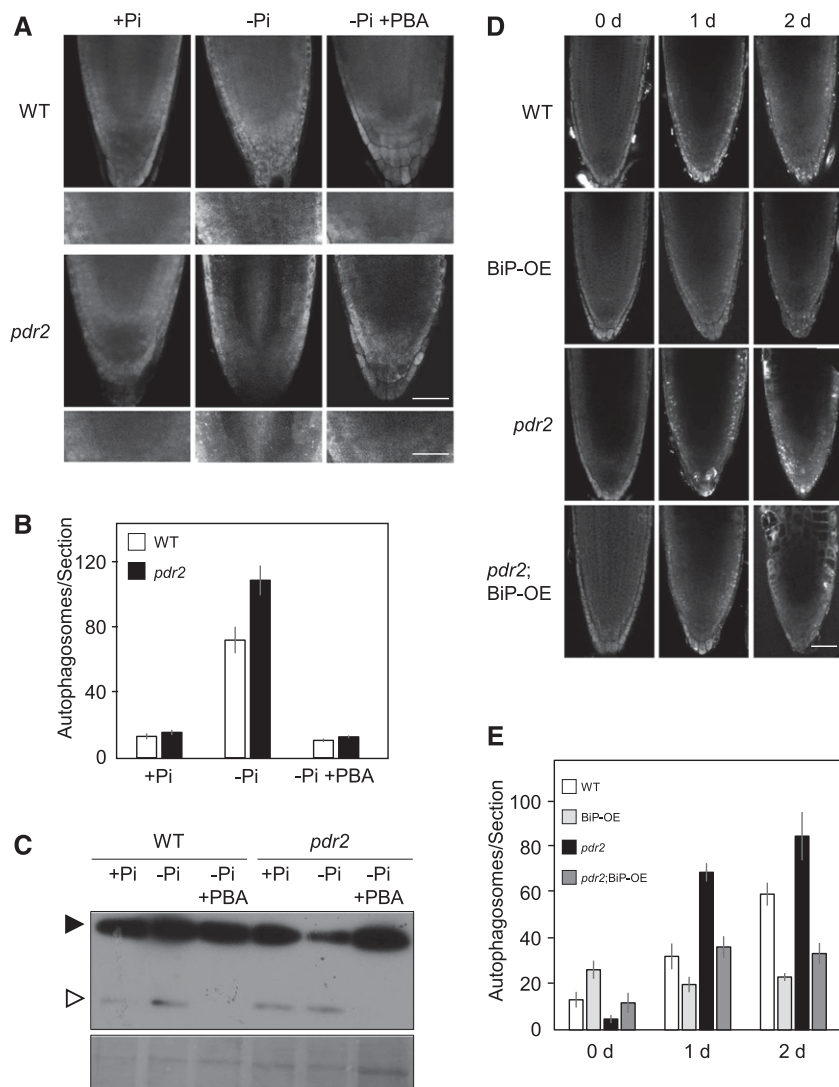 A
+Pi -Pi -Pi +PBA
WT
pdr2
B
Autophagosomes/Section
120
80
40
0
WT
pdr2
+Pi -Pi -Pi +PBA
C
WT pdr2
+Pi -Pi -Pi +Pi -Pi -Pi
+PBA +PBA
D
0 d 1 d 2 d
WT
BiP-OE
pdr2
pdr2;
BiP-OE
E
Autophagosomes/Section
100
80
60
40
20
0
WT
BiP-OE
pdr2
pdr2;BiP-OE
0 d 1 d 2 d